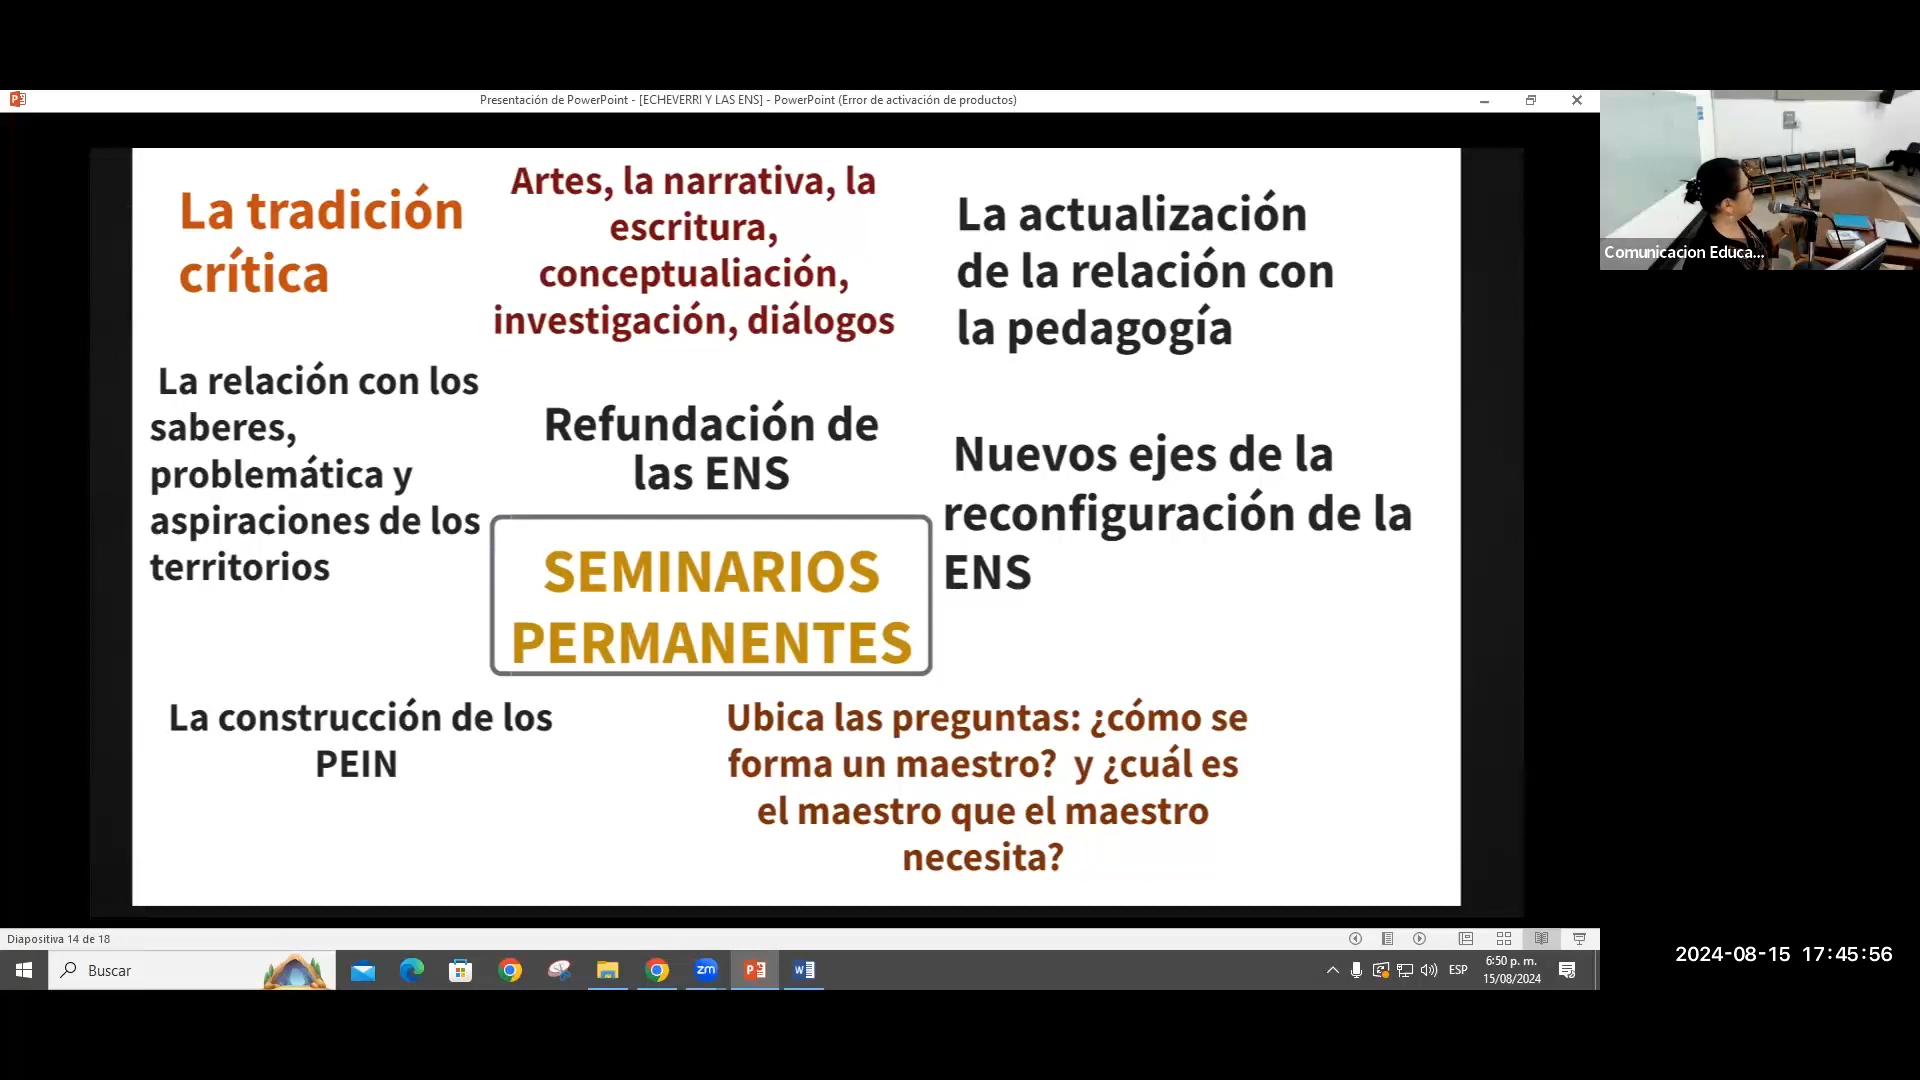 Presentación de PowerPoint - [ECHEVERRI Y LAS ENS] - PowerPoint (Error de activación de productos)
La tradición
crítica
Artes, la narrativa, la
escritura,
conceptualiación,
investigación, diálogos
La actualización
de la relación con
la pedagogía
La relación con los
saberes,
problemática y
aspiraciones de los
territorios
Refundación de
las ENS
SEMINARIOS
PERMANENTES
Nuevos ejes de la
reconfiguración de la
ENS
La construcción de los
PEIN
Ubica las preguntas: ¿cómo se
forma un maestro? y ¿cuál es
el maestro que el maestro
necesita?
Comunicacion Educa...
Diapositiva 14 de 18
Buscar
zm
ESP
6:50 p. m.
15/08/2024
2024-08-15 17:45:56